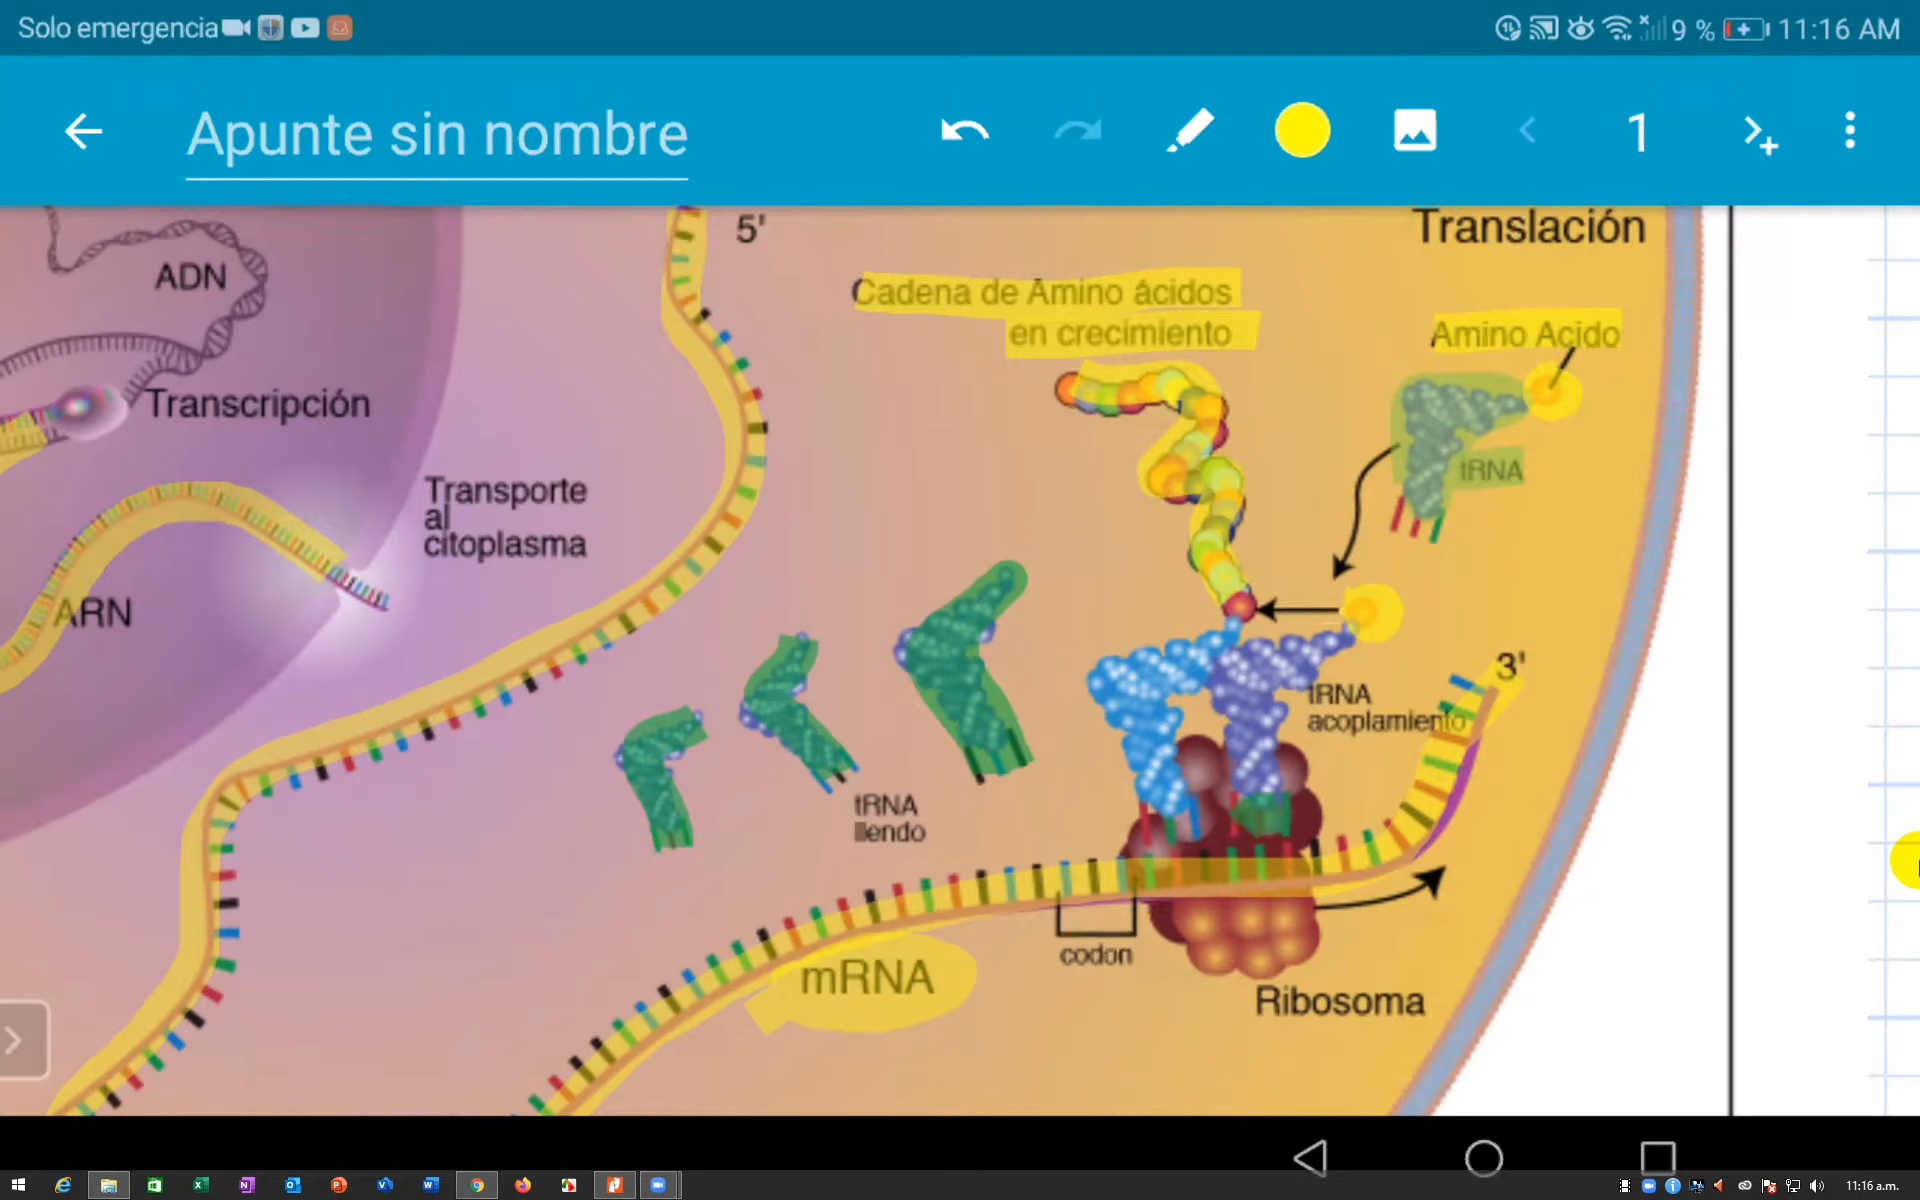 Solo emergencia
9 %
11:16 AM
Apunte sin nombre
1
5'
Translación
ADN
Cadena de Amino ácidos
en crecimiento
Amino Acido
Transcripción
tRNA
Transporte
al
citoplasma
ARN
3'
tRNA
acoplamiento
tRNA
llendo
codon
mRNA
Ribosoma
11:16 a.m.